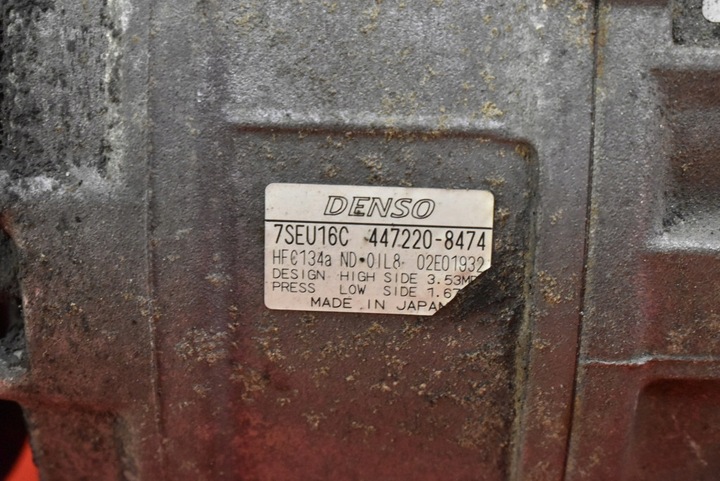 DENSO
7SEU16C 447220-8474
HFC134a ND•OIL8 02E01932
DESIGN HIGH SIDE 3.53M
PRESS LOW SIDE 1.6
MADE IN JAPAN